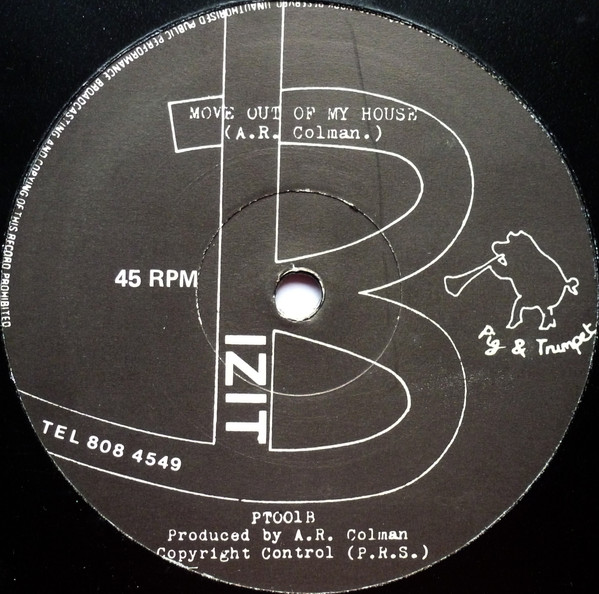 RESERVED UNAUTHORISED PUBLIC PERFORMANCE BROADCASTING AND COPYING OF THIS RECORD PROHIBITED
MOVE OUT OF MY HOUSE
(A.R. Colman.)
B
45 RPM
IZIT
Pig & Trumpet
TEL 808 4549
PT001B
Produced by A.R. Colman
Copyright Control (P.R.S.)